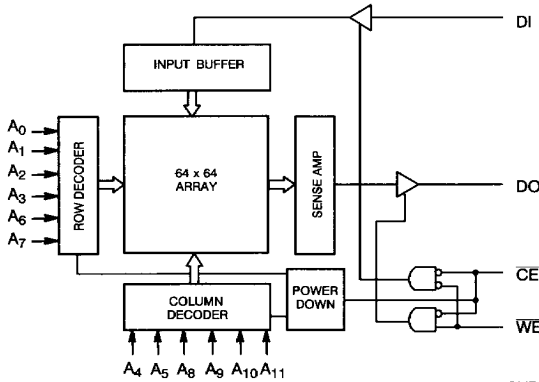 DI
INPUT BUFFER
A0
A1
A2
A3
A6
A7
ROW DECODER
64 x 64
ARRAY
SENSE AMP
DO
COLUMN
DECODER
POWER
DOWN
CE
WE
A4 A5 A8 A9 A10 A11